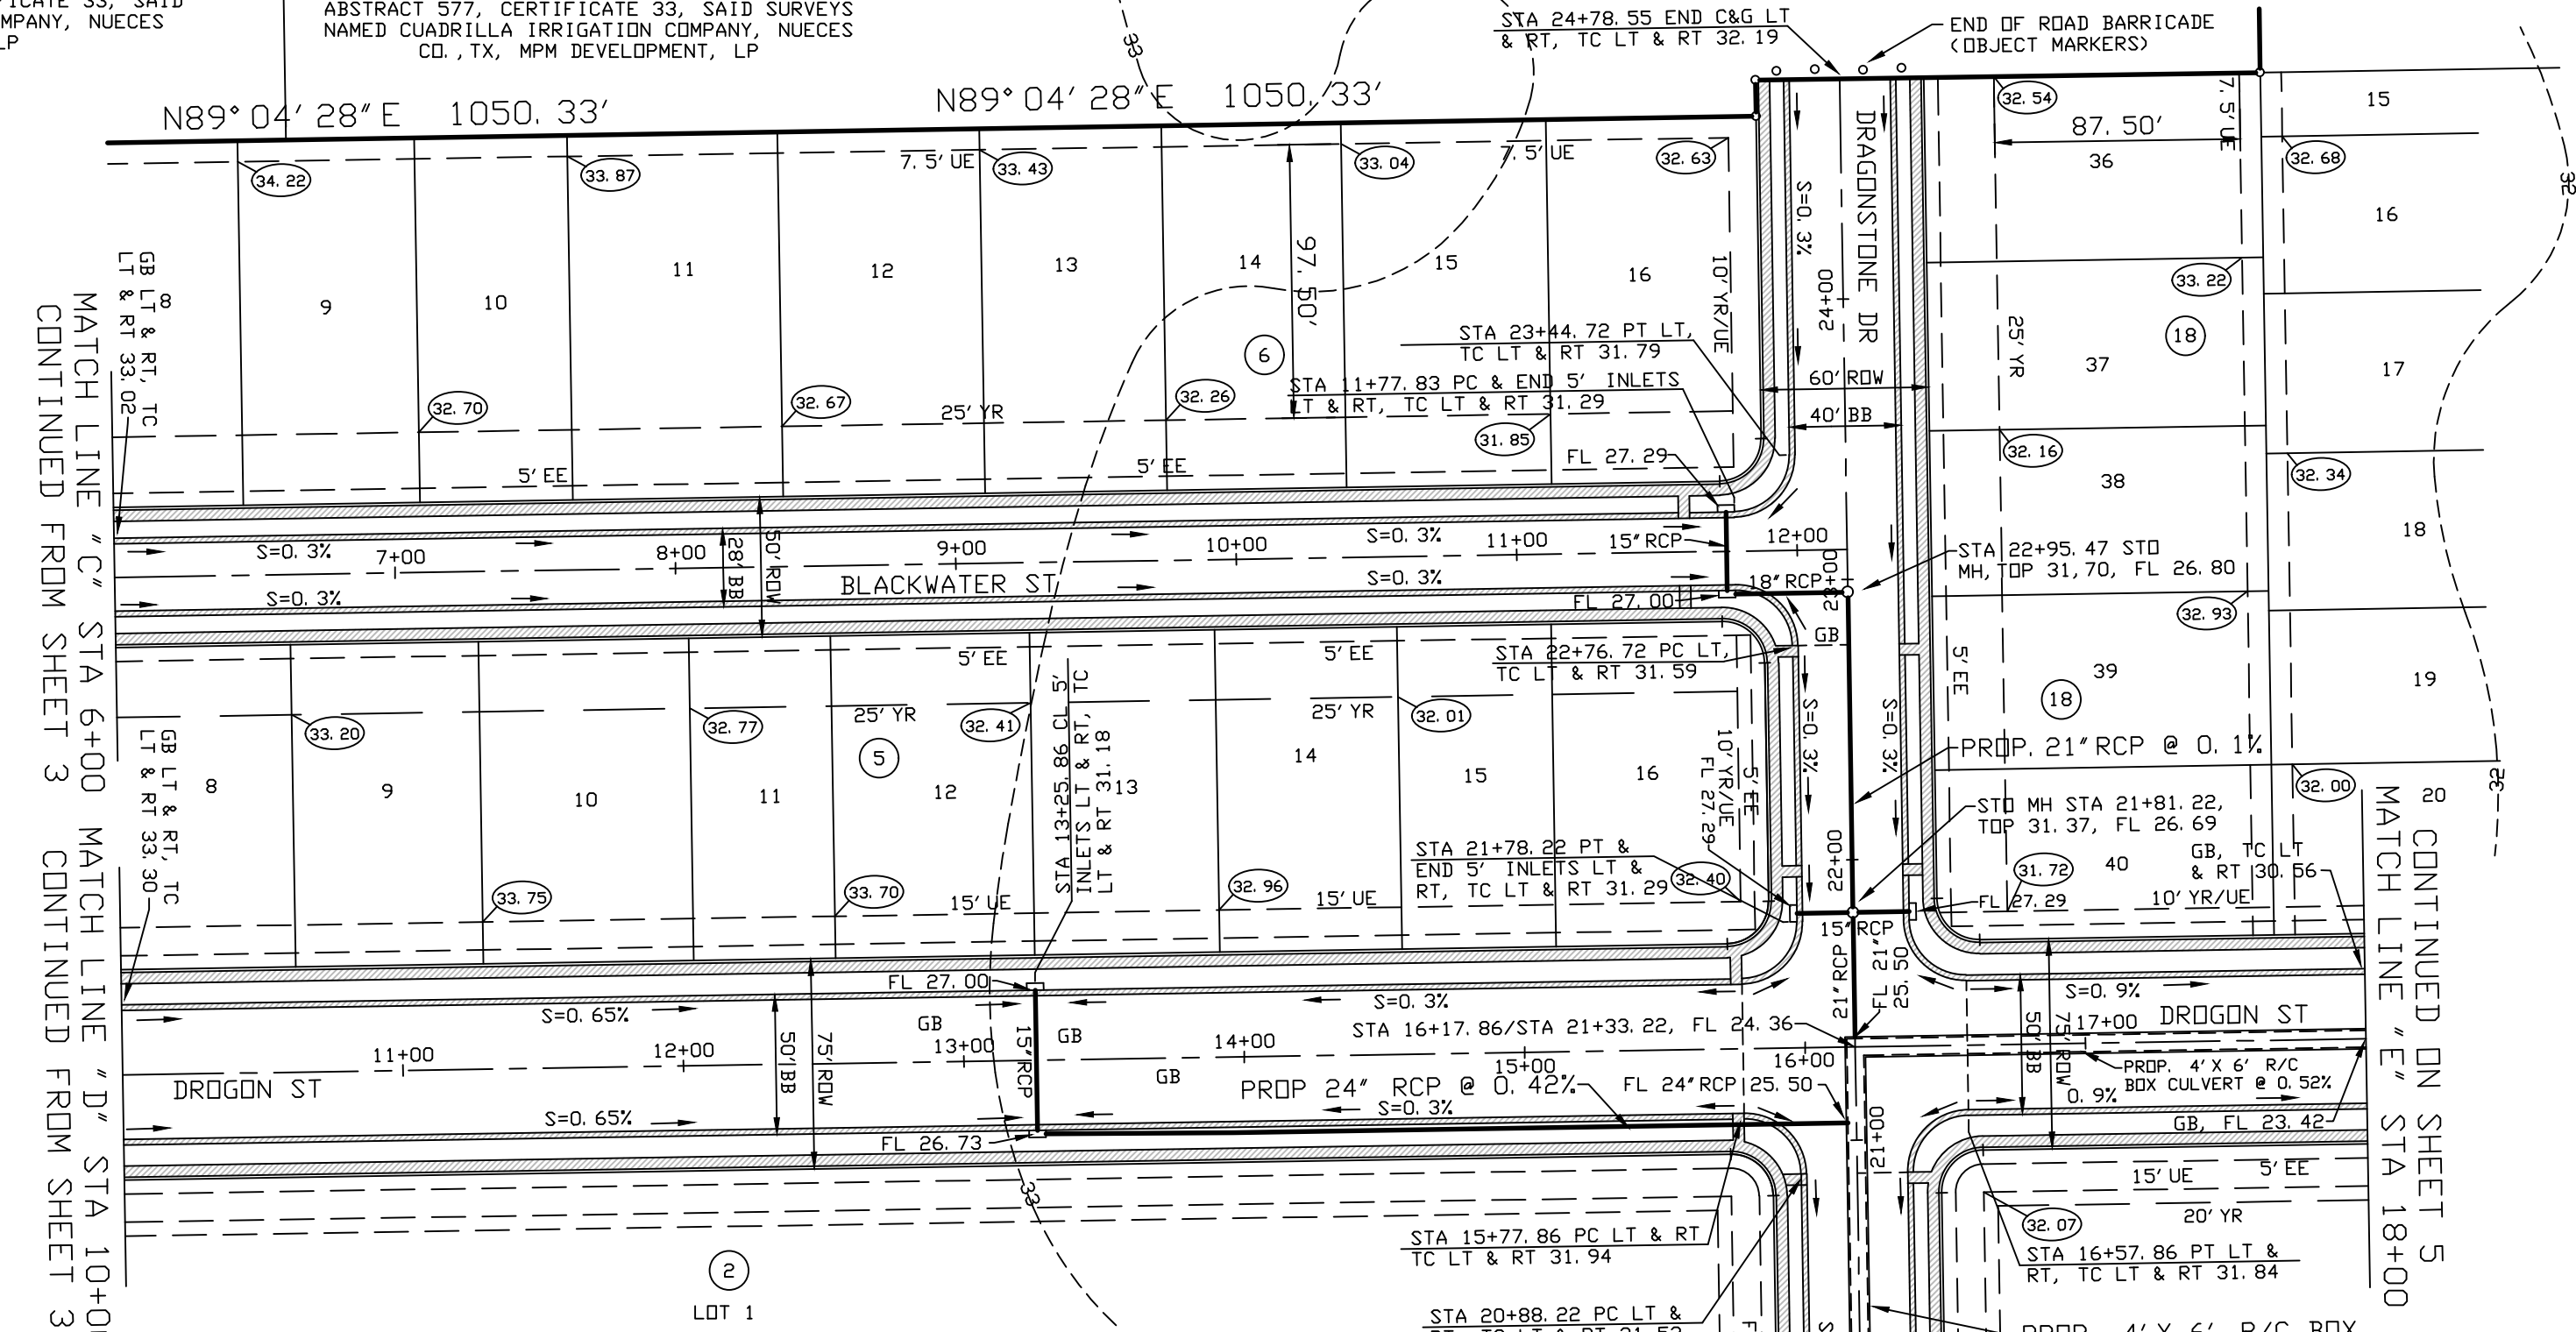 ICATE 33, SAID
MPANY, NUECES
LP
ABSTRACT 577, CERTIFICATE 33, SAID SURVEYS
NAMED CUADRILLA IRRIGATION COMPANY, NUECES
CO., TX, MPM DEVELOPMENT, LP
STA 24+78.55 END C&G LT
& RT, TC LT & RT 32.19
END OF ROAD BARRICADE
(OBJECT MARKERS)
33
N89°04'28"E 1050.33'
N89°04'28"E 1050.33'
7.5' UE
7.5' UE
7.5' UE
34.22
33.87
33.43
33.04
32.63
32.54
87.50'
36
15
32.68
32
16
8
9
10
11
12
13
14
15
16
97.50'
6
10' YR/UE
S=0.3%
24+00
DRAGONSTONE DR
33.22
18
25' YR
37
17
GB LT & RT, TC
LT & RT 33.02
MATCH LINE "C" STA 6+00
CONTINUED FROM SHEET 3
STA 23+44.72 PT LT,
TC LT & RT 31.79
STA 11+77.83 PC & END 5' INLETS
LT & RT, TC LT & RT 31.29
60' ROW
40' BB
32.70
32.67
32.26
31.85
25' YR
5' EE
5' EE
FL 27.29
32.16
38
32.34
18
S=0.3%
7+00
8+00
9+00
10+00
11+00
12+00
S=0.3%
15" RCP
28' BB
50' ROW
BLACKWATER ST
S=0.3%
S=0.3%
18" RCP
23+00
FL 27.00
GB
STA 22+95.47 STO
MH, TOP 31,70, FL 26.80
32.93
5' EE
5' EE
STA 22+76.72 PC LT,
TC LT & RT 31.59
5' EE
39
18
19
33.20
32.77
25' YR
32.41
25' YR
32.01
S=0.3%
S=0.3%
PROP. 21" RCP @ 0.1%
32.00
32
20
8
9
10
11
5
12
13
14
15
16
STA 13+25.86 CL 5'
INLETS LT & RT, TC
LT & RT 31.18
10' YR/UE
5' EE
FL 27.29
GB LT & RT, TC
LT & RT 33.30
MATCH LINE "D" STA 10+0
CONTINUED FROM SHEET 3
STO MH STA 21+81.22,
TOP 31.37, FL 26.69
22+00
STA 21+78.22 PT &
END 5' INLETS LT &
RT, TC LT & RT 31.29
32.40
31.72
40
GB, TC LT
& RT 30.56
33.75
33.70
15' UE
32.96
15' UE
FL 27.29
10' YR/UE
15" RCP
FL 27.00
21" RCP
FL 21"
25.50
S=0.65%
S=0.3%
S=0.9%
GB
GB
GB
STA 16+17.86/STA 21+33.22, FL 24.36
17+00
DROGON ST
11+00
12+00
13+00
14+00
15+00
16+00
15" RCP
50' BB
75' ROW
50' BB
75' ROW
DROGON ST
PROP 24" RCP @ 0.42%
FL 24" RCP 25.50
PROP. 4' X 6' R/C
BOX CULVERT @ 0.52%
0.9%
S=0.65%
S=0.3%
FL 26.73
21+00
GB, FL 23.42
15' UE
5' EE
20' YR
32.07
33
STA 15+77.86 PC LT & RT
TC LT & RT 31.94
STA 16+57.86 PT LT &
RT, TC LT & RT 31.84
2
LOT 1
STA 20+88.22 PC LT &
MATCH LINE "E" STA 18+00
CONTINUED ON SHEET 5
PROP. 4' X 6' R/C BOX
32